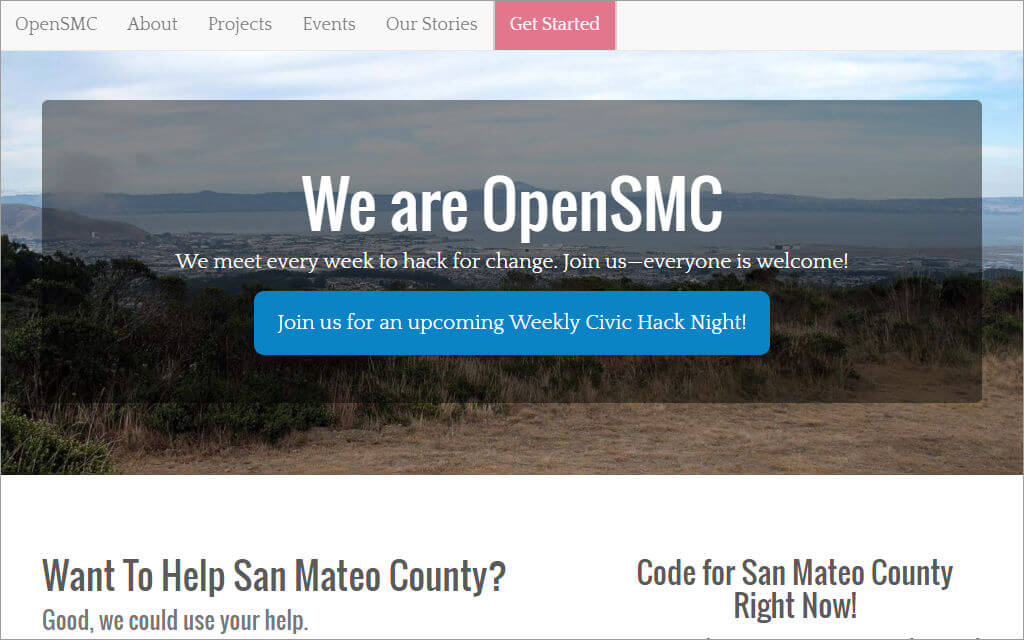 OpenSMC About Projects Events Our Stories Get Started
We are OpenSMC
We meet every week to hack for change. Join us—everyone is welcome!
Join us for an upcoming Weekly Civic Hack Night!
Want To Help San Mateo County?
Good, we could use your help.
Code for San Mateo County
Right Now!